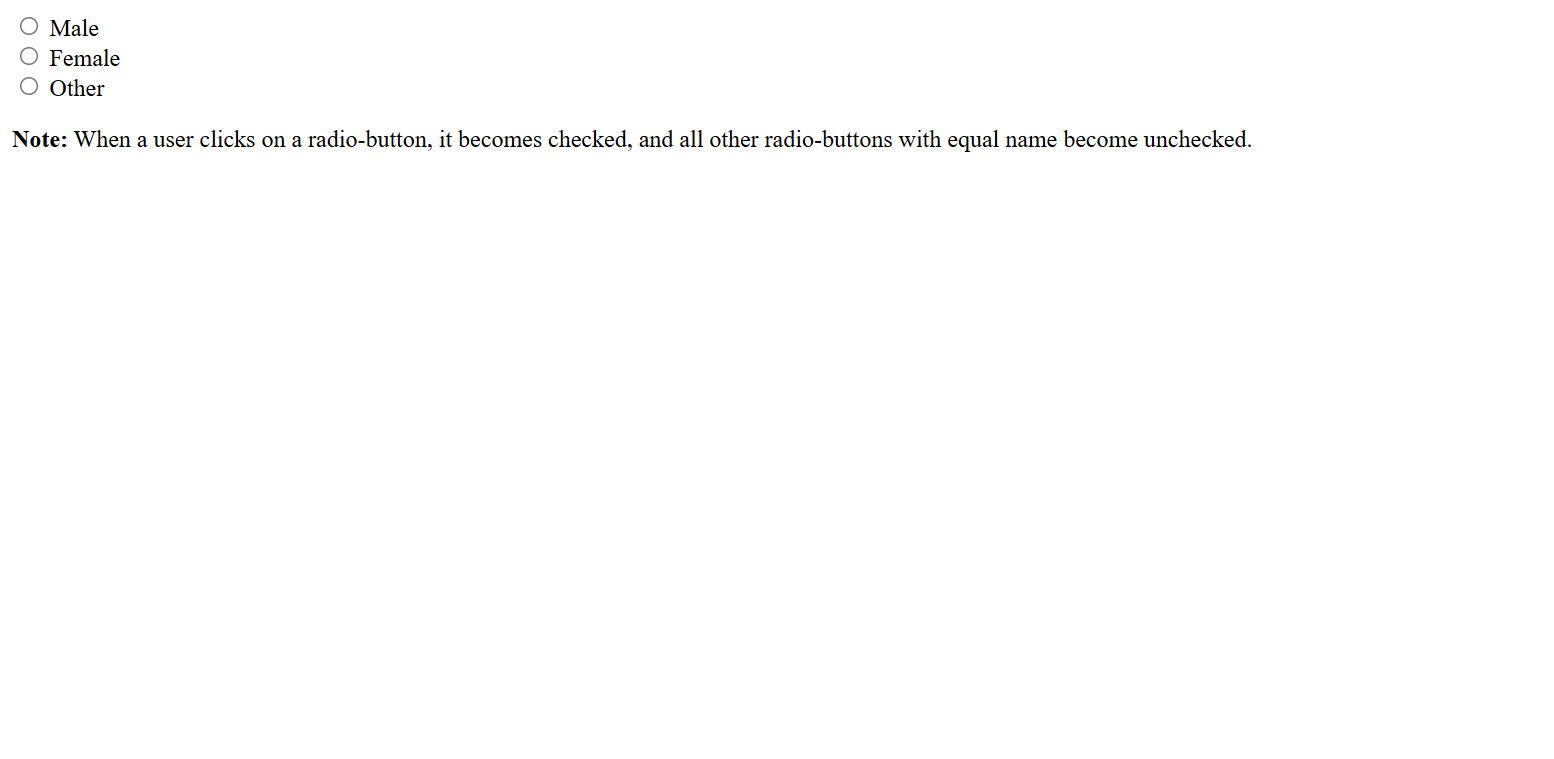 Male
Female
Other
Note: When a user clicks on a radio-button, it becomes checked, and all other radio-buttons with equal name become unchecked.